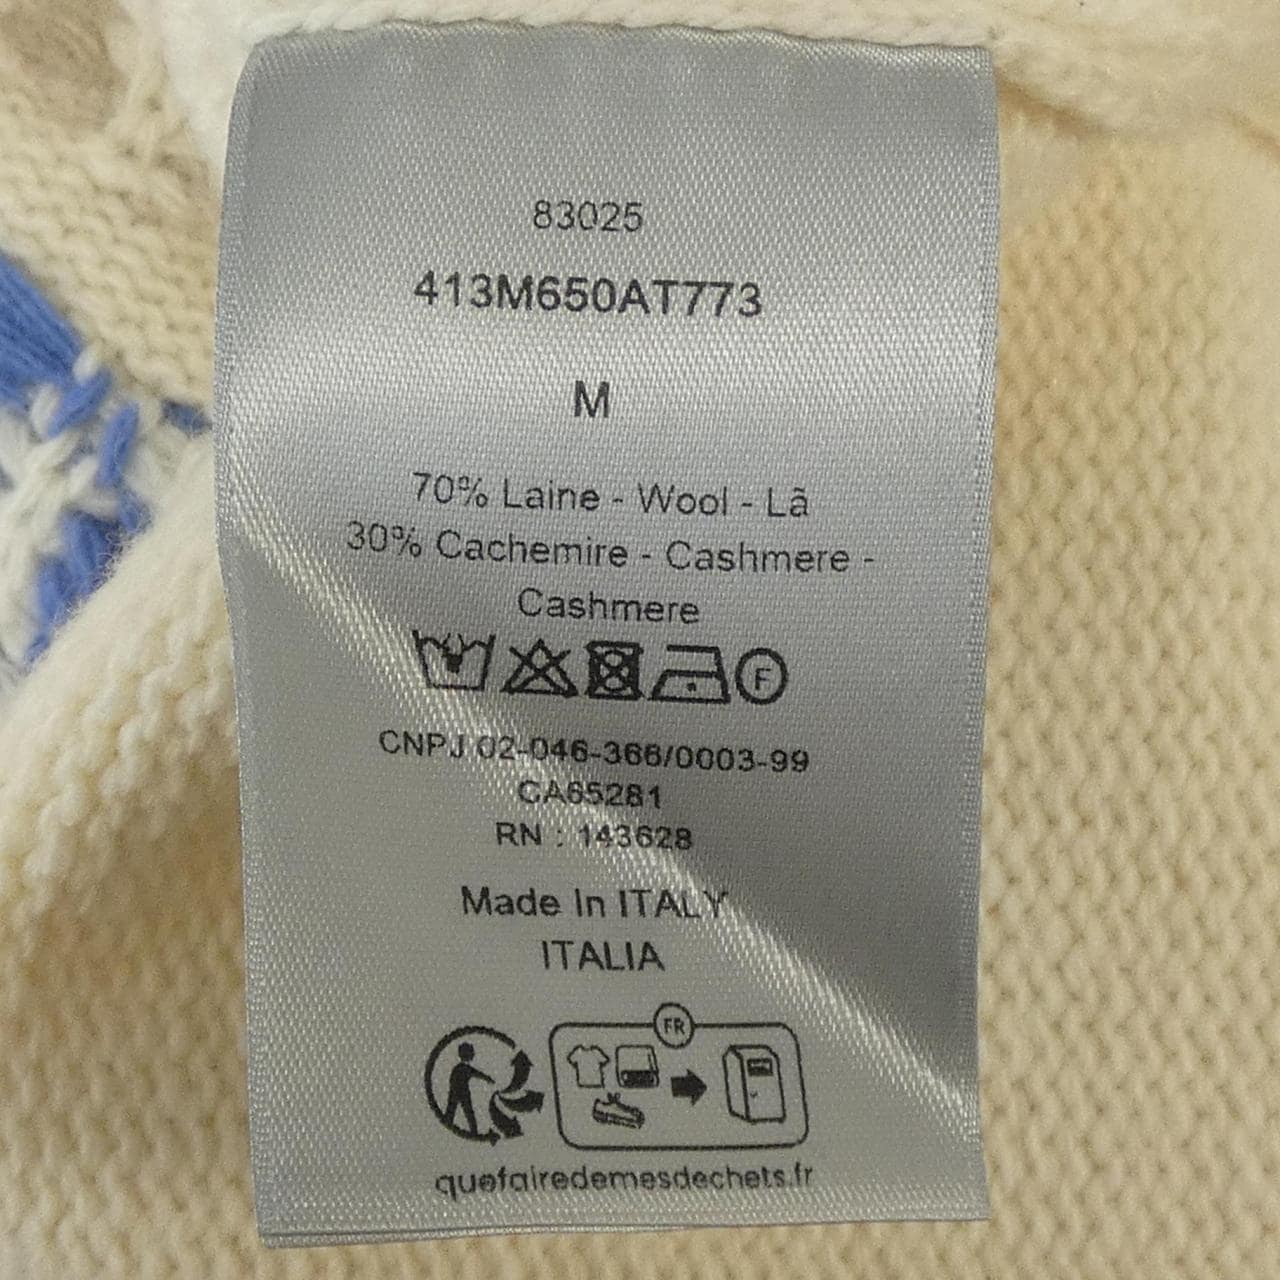 83025
413M650AT773
M
70% Laine - Wool - Lã
30% Cachemire - Cashmere -
Cashmere
F
CNPJ 02-046-366/0003-99
CA65281
RN : 143628
Made In ITALY
ITALIA
FR
quefairedemesdechets.fr